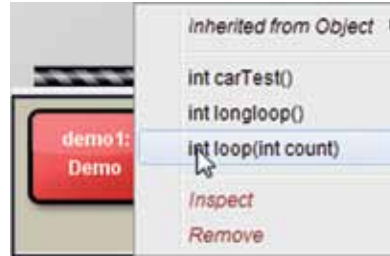 inherited from Object
int carTest()
int longloop()
int loop(int count)
Inspect
Remove
demo1:
Demo